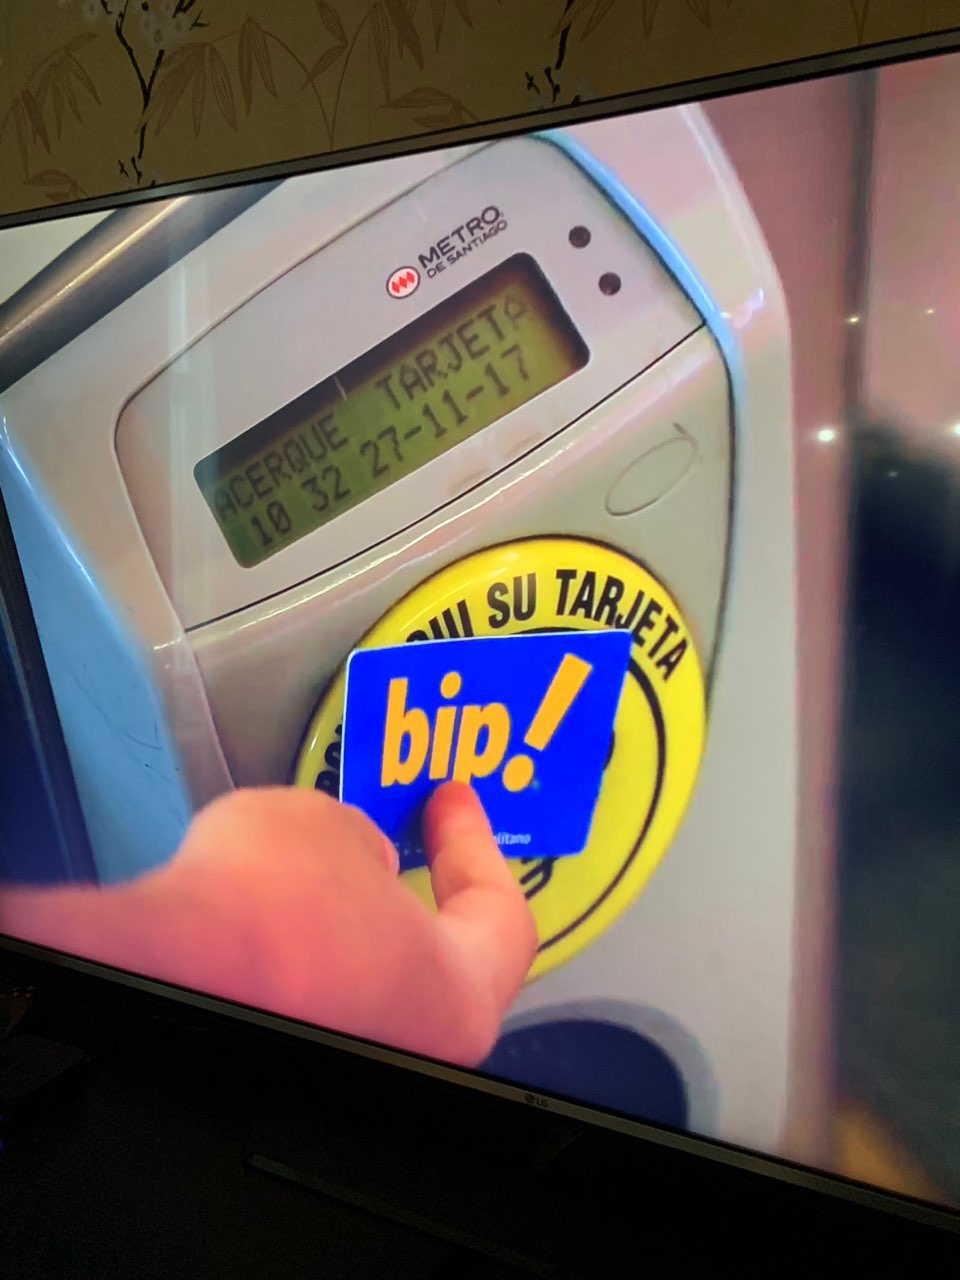 METRO
DE SANTIAGO
ACERQUE TARJETA
10 32 27-11-17
SU TARJETA
bip!
LG